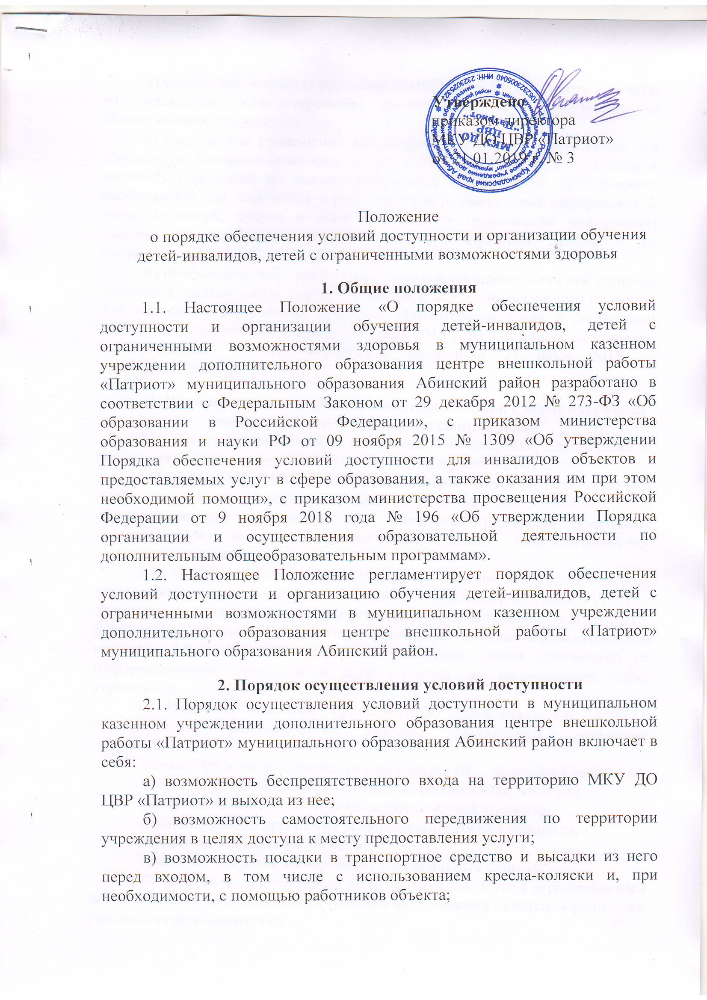 Утверждено
приказом директора
МКУ ДО ЦВР «Патриот»
от 21.01.2019 г. № 3
Положение
о порядке обеспечения условий доступности и организации обучения
детей-инвалидов, детей с ограниченными возможностями здоровья
1. Общие положения
1.1. Настоящее Положение «О порядке обеспечения условий
доступности и организации обучения детей-инвалидов, детей с
ограниченными возможностями здоровья в муниципальном казенном
учреждении дополнительного образования центре внешкольной работы
«Патриот» муниципального образования Абинский район разработано в
соответствии с Федеральным Законом от 29 декабря 2012 № 273-ФЗ «Об
образовании в Российской Федерации», с приказом министерства
образования и науки РФ от 09 ноября 2015 № 1309 «Об утверждении
Порядка обеспечения условий доступности для инвалидов объектов и
предоставляемых услуг в сфере образования, а также оказания им при этом
необходимой помощи», с приказом министерства просвещения Российской
Федерации от 9 ноября 2018 года № 196 «Об утверждении Порядка
организации и осуществления образовательной деятельности по
дополнительным общеобразовательным программам».
1.2. Настоящее Положение регламентирует порядок обеспечения
условий доступности и организацию обучения детей-инвалидов, детей с
ограниченными возможностями в муниципальном казенном учреждении
дополнительного образования центре внешкольной работы «Патриот»
муниципального образования Абинский район.
2. Порядок осуществления условий доступности
2.1. Порядок осуществления условий доступности в муниципальном
казенном учреждении дополнительного образования центре внешкольной
работы «Патриот» муниципального образования Абинский район включает в
себя:
а) возможность беспрепятственного входа на территорию МКУ ДО
ЦВР «Патриот» и выхода из нее;
б) возможность самостоятельного передвижения по территории
учреждения в целях доступа к месту предоставления услуги;
в) возможность посадки в транспортное средство и высадки из него
перед входом, в том числе с использованием кресла-коляски и, при
необходимости, с помощью работников объекта;